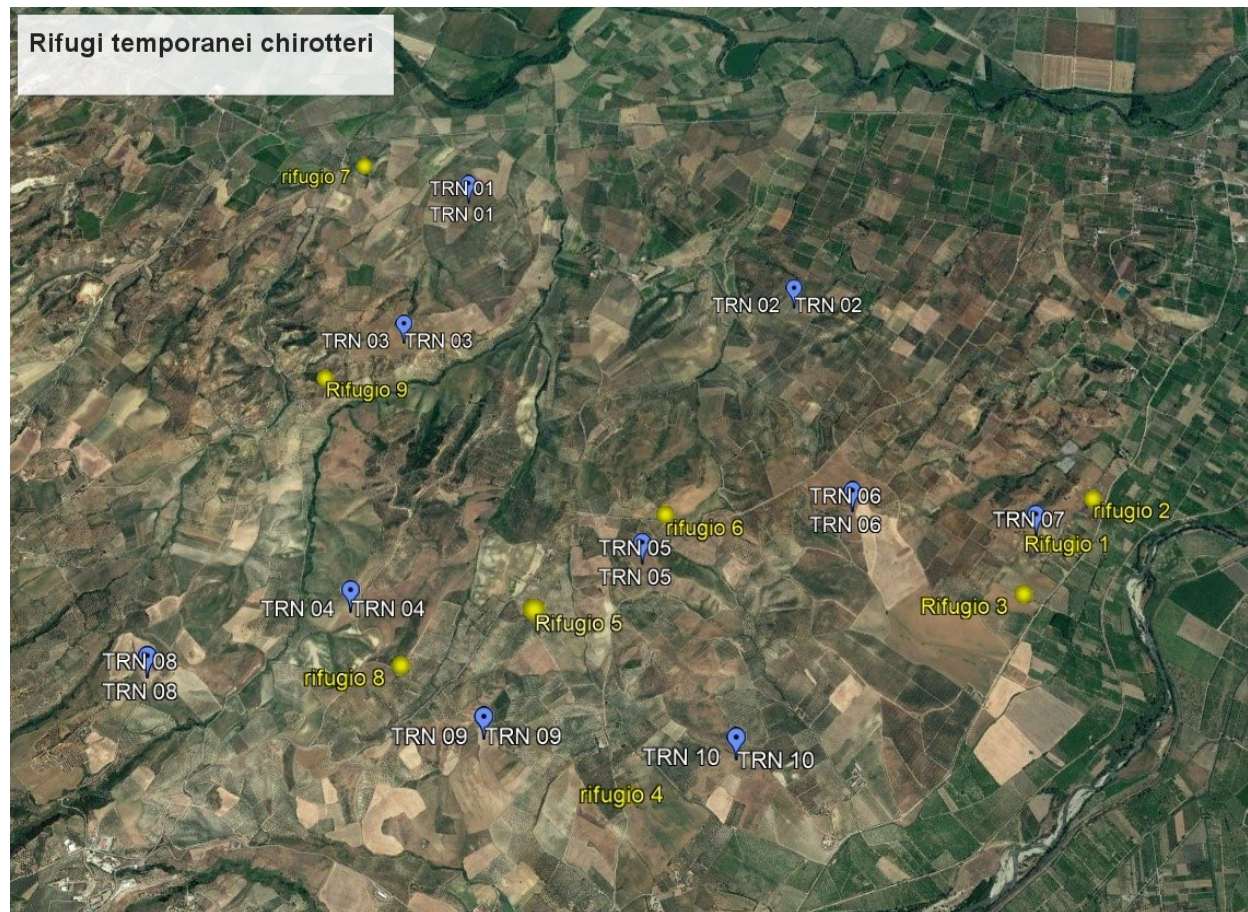 Rifugi temporanei chirotteri
rifugio 7
TRN 01
TRN 01
TRN 02 TRN 02
TRN 03 TRN 03
Rifugio 9
TRN 06
TRN 06
rifugio 2
TRN 07
rifugio 6
Rifugio 1
TRN 05
TRN 05
TRN 04 TRN 04
Rifugio 3
Rifugio 5
TRN 08
TRN 08
rifugio 8
TRN 09 TRN 09
TRN 10 TRN 10
rifugio 4